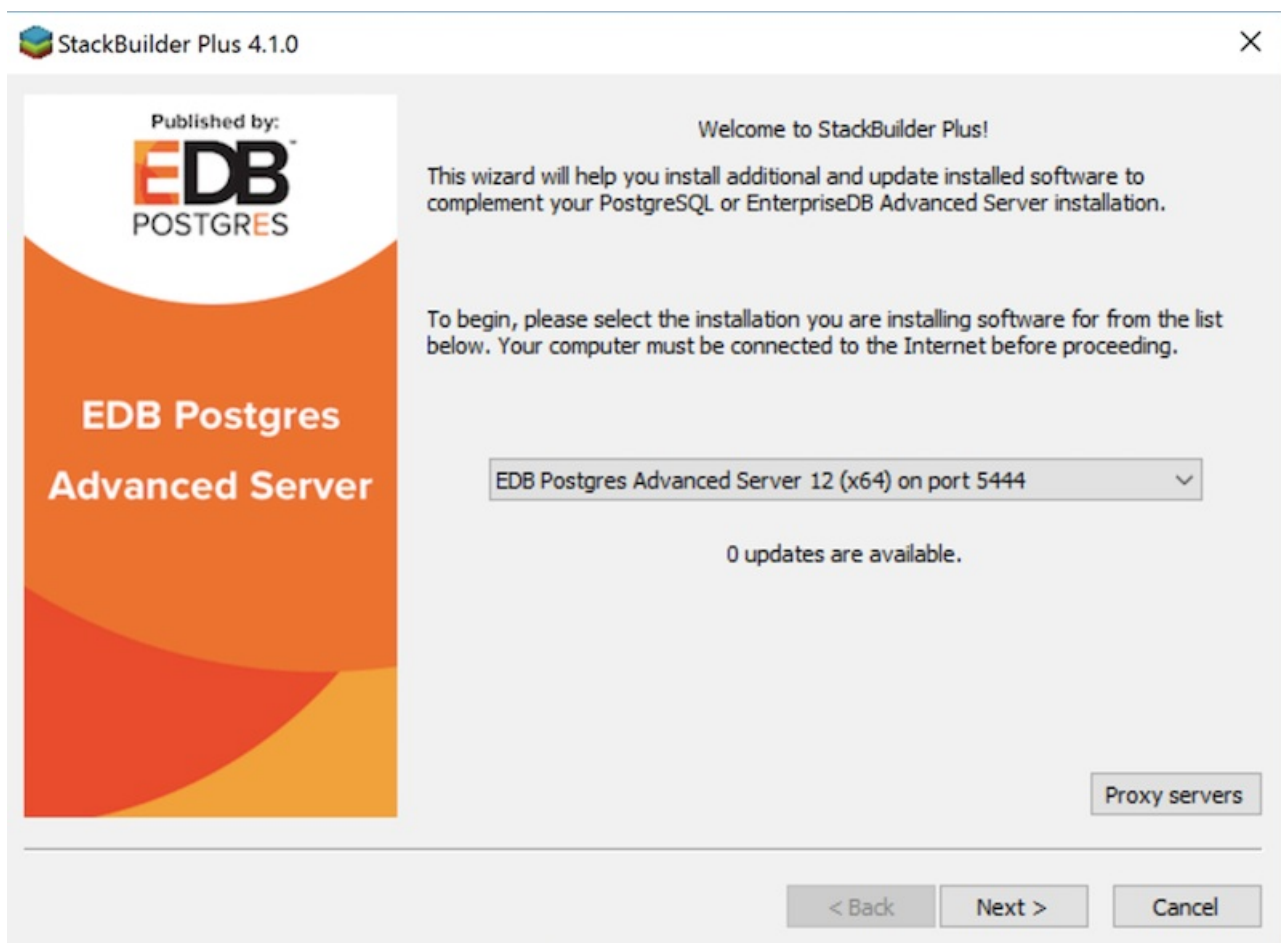 StackBuilder Plus 4.1.0
Published by:
EDB™
POSTGRES
EDB Postgres
Advanced Server
Welcome to StackBuilder Plus!
This wizard will help you install additional and update installed software to
complement your PostgreSQL or EnterpriseDB Advanced Server installation.
To begin, please select the installation you are installing software for from the list
below. Your computer must be connected to the Internet before proceeding.
EDB Postgres Advanced Server 12 (x64) on port 5444
0 updates are available.
Proxy servers
< Back
Next >
Cancel